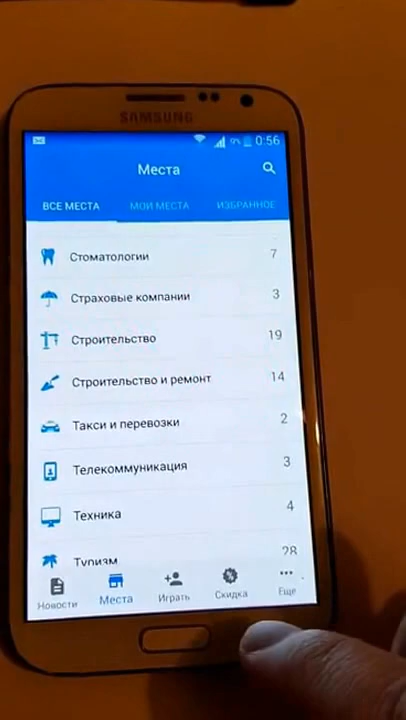 SAMSUNG
9% 0:56
Места
ВСЕ МЕСТА МОИ МЕСТА ИЗБРАННОЕ
Стоматологии 7
Страховые компании 3
Строительство 19
Строительство и ремонт 14
Такси и перевозки 2
Телекоммуникация 3
Техника 4
Туризм 28
Новости Места Играть Скидка Еще